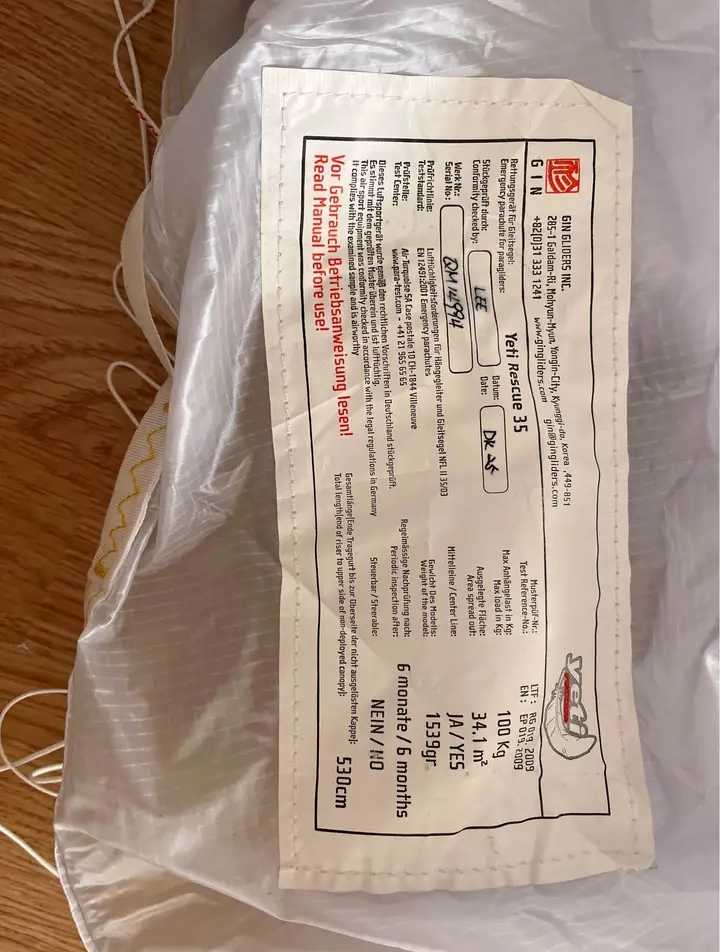 GIN
GIN GLIDERS INC.
205-1 Galdam-Ri, Mohyun-Myun, Yongin-City, Kyunggi-do, Korea ,449-851
+82(0)31 333 1241 www.gingliders.com gin@gingliders.com
yeti
Rettungsgerät für Gleitsegel:
Emergency parachute for paragliders:
Yeti Rescue 35
Stückgeprüft durch:
Conformity checked by:
LEE
Datum:
Date:
Werk Nr.:
Serial No.:
Prüfrichtlinie:
Teststandard:
Lufttüchtigkeitsforderungen für Hängegleiter und Gleitsegel NFL II 35/03
EN 12491:2001 Emergency parachutes
Prüfstelle:
Test Center:
Air Turquoise SA Case postale 10 CH-1844 Villeneuve
www.para-test.com - +41 21 965 65 65
Dieses Luftsportgerät wurde gemäß den rechtlichen Vorschriften in Deutschland stückgeprüft.
Es stimmt mit dem geprüften Muster überein und ist lufttüchtig.
This air sport equipment was conformity checked in accordance with the legal regulations in Germany
It complies with the examined simple and is airworthy
Vor Gebrauch Betriebsanweisung lesen!
Read Manual before use!
Musterprüf-Nr.:
Test Reference-No.:
LTF: RG 019. 2009
EN: EP 019. 2009
Max Anhängelast in Kg:
Max load in Kg:
100 Kg
Ausgelegte Fläche:
Area spread out:
34.1 m²
Mittelleine / Center Line:
JA / YES
Gewicht Des Modells:
Weight of the model:
1539gr
Regelmässige Nachprüfung nach:
Periodic inspection after:
6 monate / 6 months
Steuerbar / Steerable:
NEIN / NO
Gesamtlänge(Ende Tragegurt bis zur Oberseite der nicht ausgelösten Kappe):
Total length(end of riser to upper side of non-deployed canopy):
530cm